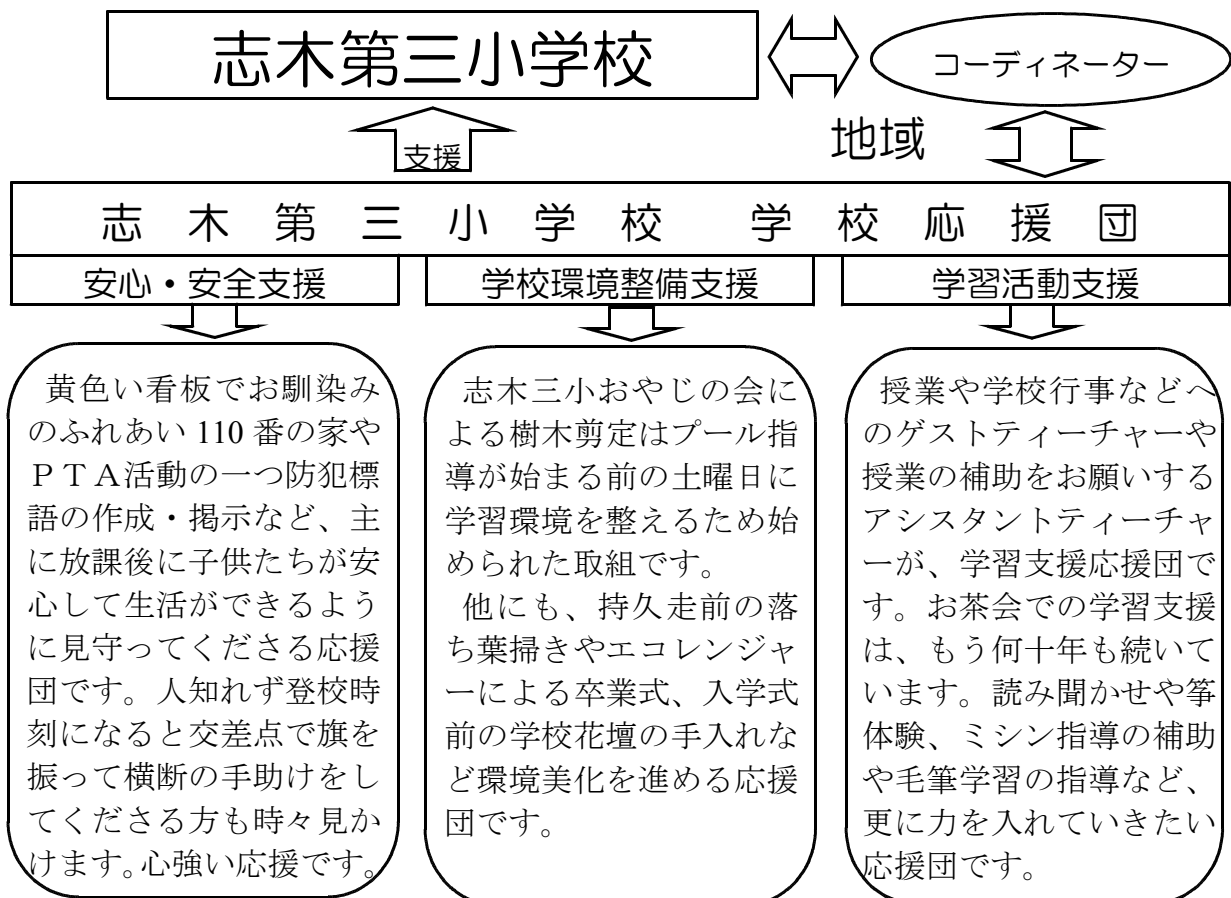 志木第三小学校
コーディネーター
支援
地域
志木第三小学校 学校応援団
安心・安全支援
学校環境整備支援
学習活動支援
黄色い看板でお馴染み
のふれあい 110 番の家や
ＰＴＡ活動の一つ防犯標
語の作成・掲示など、主
に放課後に子供たちが安
心して生活ができるよう
に見守ってくださる応援
団です。人知れず登校時
刻になると交差点で旗を
振って横断の手助けをし
てくださる方も時々見か
けます。心強い応援です。
志木三小おやじの会に
よる樹木剪定はプール指
導が始まる前の土曜日に
学習環境を整えるため始
められた取組です。
他にも、持久走前の落
ち葉掃きやエコレンジャ
ーによる卒業式、入学式
前の学校花壇の手入れな
ど環境美化を進める応援
団です。
授業や学校行事などへ
のゲストティーチャーや
授業の補助をお願いする
アシスタントティーチャ
ーが、学習支援応援団で
す。お茶会での学習支援
は、もう何十年も続いて
います。読み聞かせや箏
体験、ミシン指導の補助
や毛筆学習の指導など、
更に力を入れていきたい
応援団です。